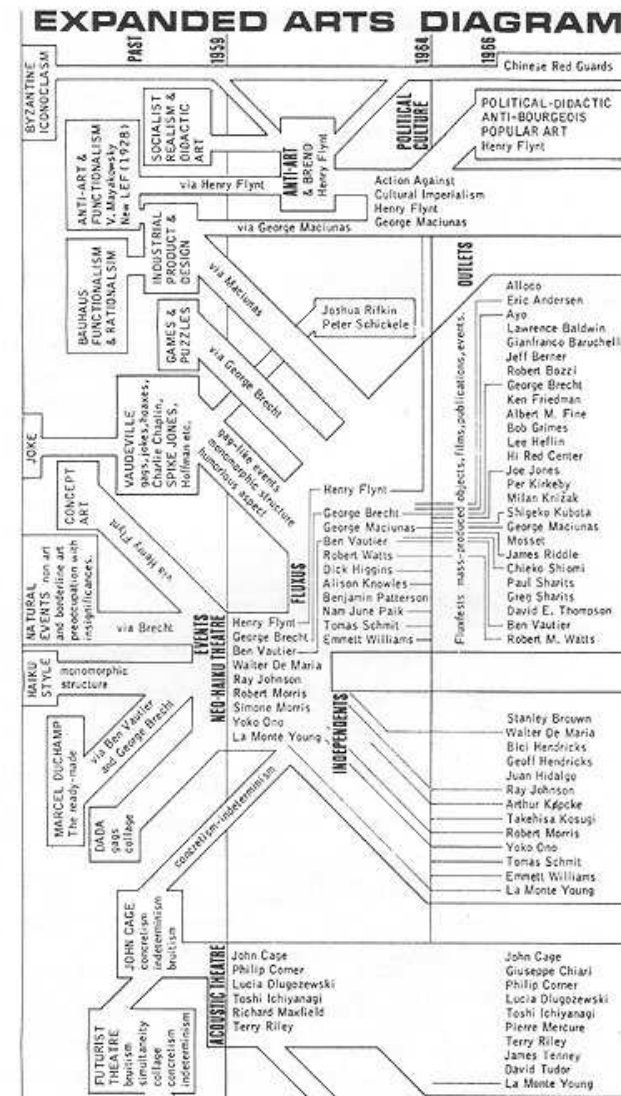 EXPANDED ARTS DIAGRAM
PAST
1959
1964
1966
BYZANTINE
ICONOCLASM
Chinese Red Guards
SOCIALIST
REALISM &
DIDACTIC
ART
POLITICAL
CULTURE
POLITICAL-DIDACTIC
ANTI-BOURGEOIS
POPULAR ART
Henry Flynt
ANTI-ART &
FUNCTIONALISM
V. Mayakowsky
New LEF (1928)
ANTI-ART
& BREND
Henry Flynt
via Henry Flynt
Action Against
Cultural Imperialism
Henry Flynt
George Maciunas
via George Maciunas
INDUSTRIAL
PRODUCT &
DESIGN
BAUHAUS
FUNCTIONALISM
& RATIONALSIM
via Maciunas
Joshua Rifkin
Peter Schickele
GAMES &
PUZZLES
via George Brecht
OUTLETS
Fluxfests mass-produced objects, films, publications, events.
Alloco
Eric Andersen
Ayo
Lawrence Baldwin
Gianfranco Baruchell
Jeff Berner
Robert Bozzi
George Brecht
Ken Friedman
Albert M. Fine
Bob Grimes
Lee Heflin
Hi Red Center
Joe Jones
Per Kirkeby
Milan Knizak
Shigeko Kubota
George Maciunas
Mosset
James Riddle
Chieko Shiomi
Paul Sharits
Greg Sharits
David E. Thompson
Ben Vautier
Robert M. Watts
JOKE
VAUDEVILLE
gags, jokes, hoaxes,
Charlie Chaplin,
SPIKE JONES,
Hoffman etc.
gag-like events
monomorphic structure
humorious aspect
CONCEPT
ART
via Henry Flynt
FLUXUS
Henry Flynt
George Brecht
George Maciunas
Ben Vautier
Robert Watts
Dick Higgins
Alison Knowles
Benjamin Patterson
Nam June Paik
Tomas Schmit
Emmett Williams
NATURAL
EVENTS non art
and borderline art
preoccupation with
insignificances.
via Brecht
EVENTS
NEO-HAIKU THEATRE
Henry Flynt
George Brecht
Ben Vautier
Walter De Maria
Ray Johnson
Robert Morris
Simone Morris
Yoko Ono
La Monte Young
HAIKU
STYLE
monomorphic
structure
MARCEL DUCHAMP
The ready-made
via Ben Vautier
and George Brecht
DADA
gags
collage
INDEPENDENTS
Stanley Brouwn
Walter De Maria
Bici Hendricks
Geoff Hendricks
Juan Hidalgo
Ray Johnson
Arthur Køpcke
Takehisa Kosugi
Robert Morris
Yoko Ono
Tomas Schmit
Emmett Williams
La Monte Young
concretism-indeterminism
JOHN CAGE
concretism
indeterminism
bruitism
FUTURIST
THEATRE
bruitism
simultaneity
collage
concretism
indeterminism
ACOUSTIC THEATRE
John Cage
Philip Corner
Lucia Dlugozewski
Toshi Ichiyanagi
Richard Maxfield
Terry Riley
John Cage
Giuseppe Chiari
Philip Corner
Lucia Dlugozewski
Toshi Ichiyanagi
Pierre Mercure
Terry Riley
James Tenney
David Tudor
La Monte Young